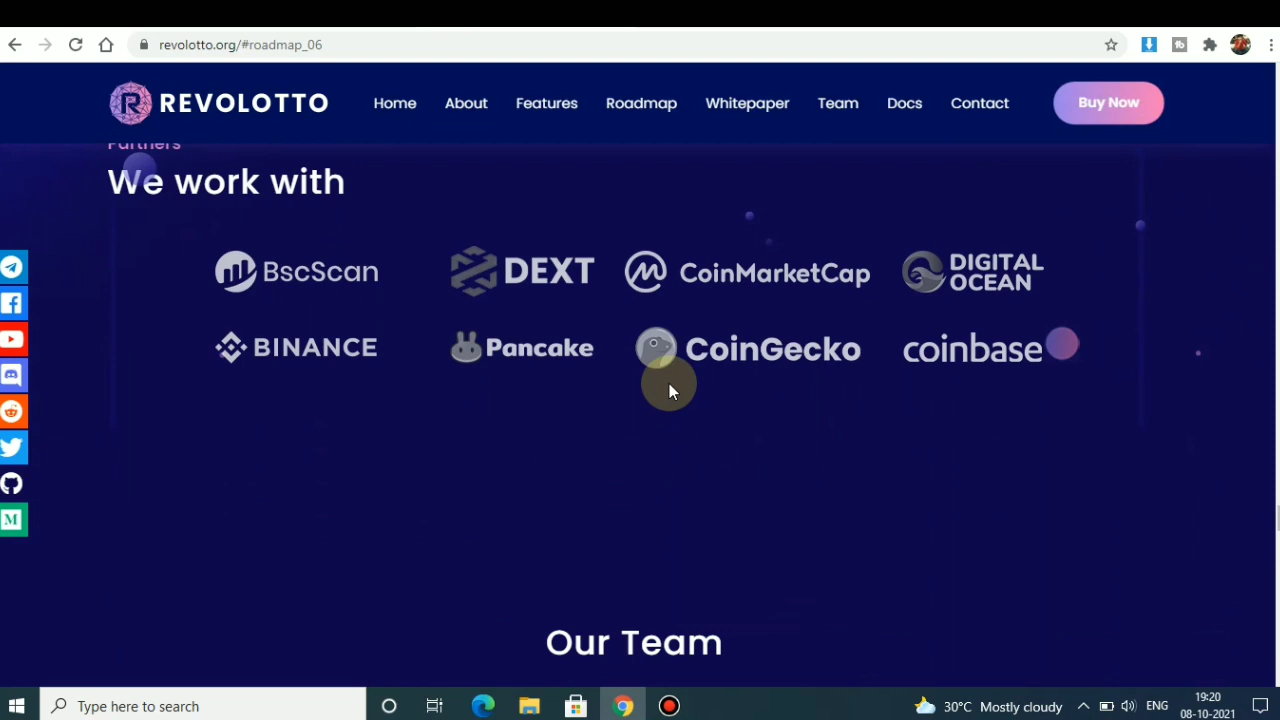 revolotto.org/#roadmap_06
REVOLOTTO
Home About Features Roadmap Whitepaper Team Docs Contact Buy Now
Partners
We work with
BscScan DEXT CoinMarketCap DIGITAL OCEAN
BINANCE Pancake CoinGecko coinbase
Our Team
Type here to search
30°C Mostly cloudy
ENG
19:20
08-10-2021